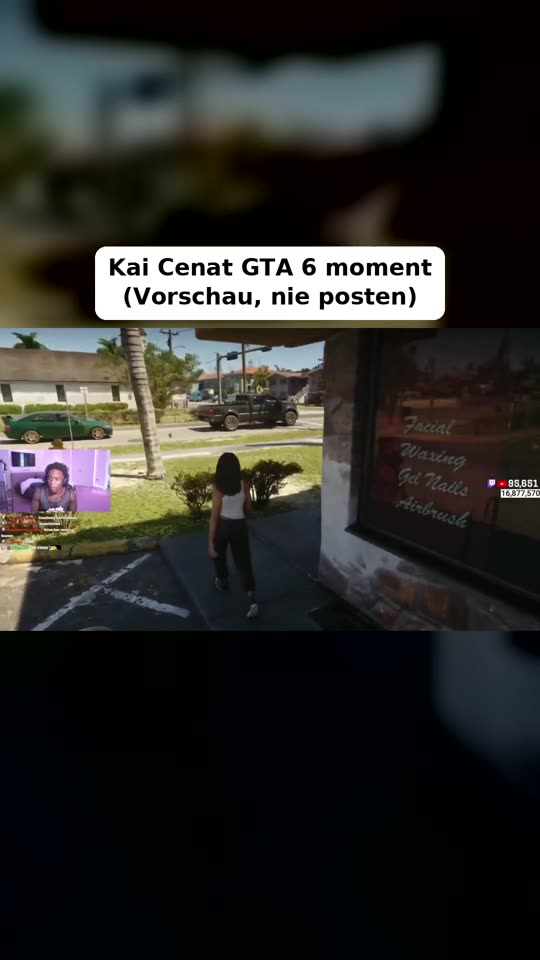 Kai Cenat GTA 6 moment
(Vorschau, nie posten)
Facial
Waxing
Gel Nails
Airbrush
95,651
16,877,570